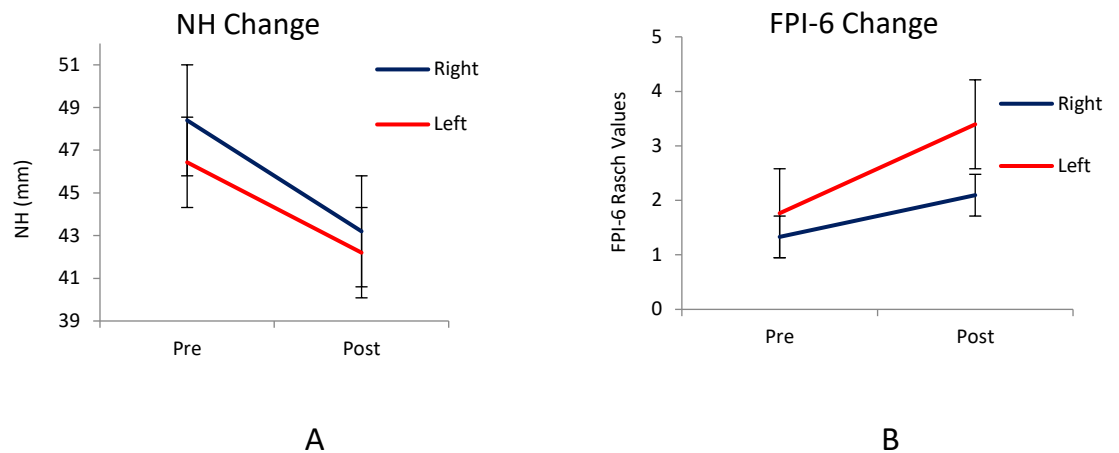 NH Change
51
49
47
45
43
41
39
NH (mm)
Pre
Post
Right
Left
A
FPI-6 Change
5
4
3
2
1
0
FPI-6 Rasch Values
Pre
Post
Right
Left
B